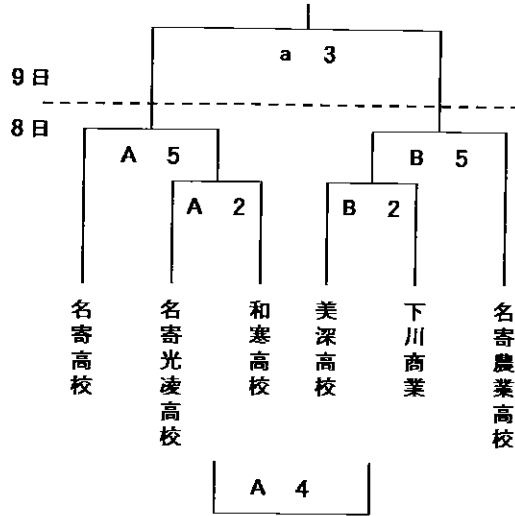 a 3
9日
8日
A 5
B 5
A 2
B 2
名寄高校
名寄光凌高校
和寒高校
美深高校
下川商業
名寄農業高校
A 4